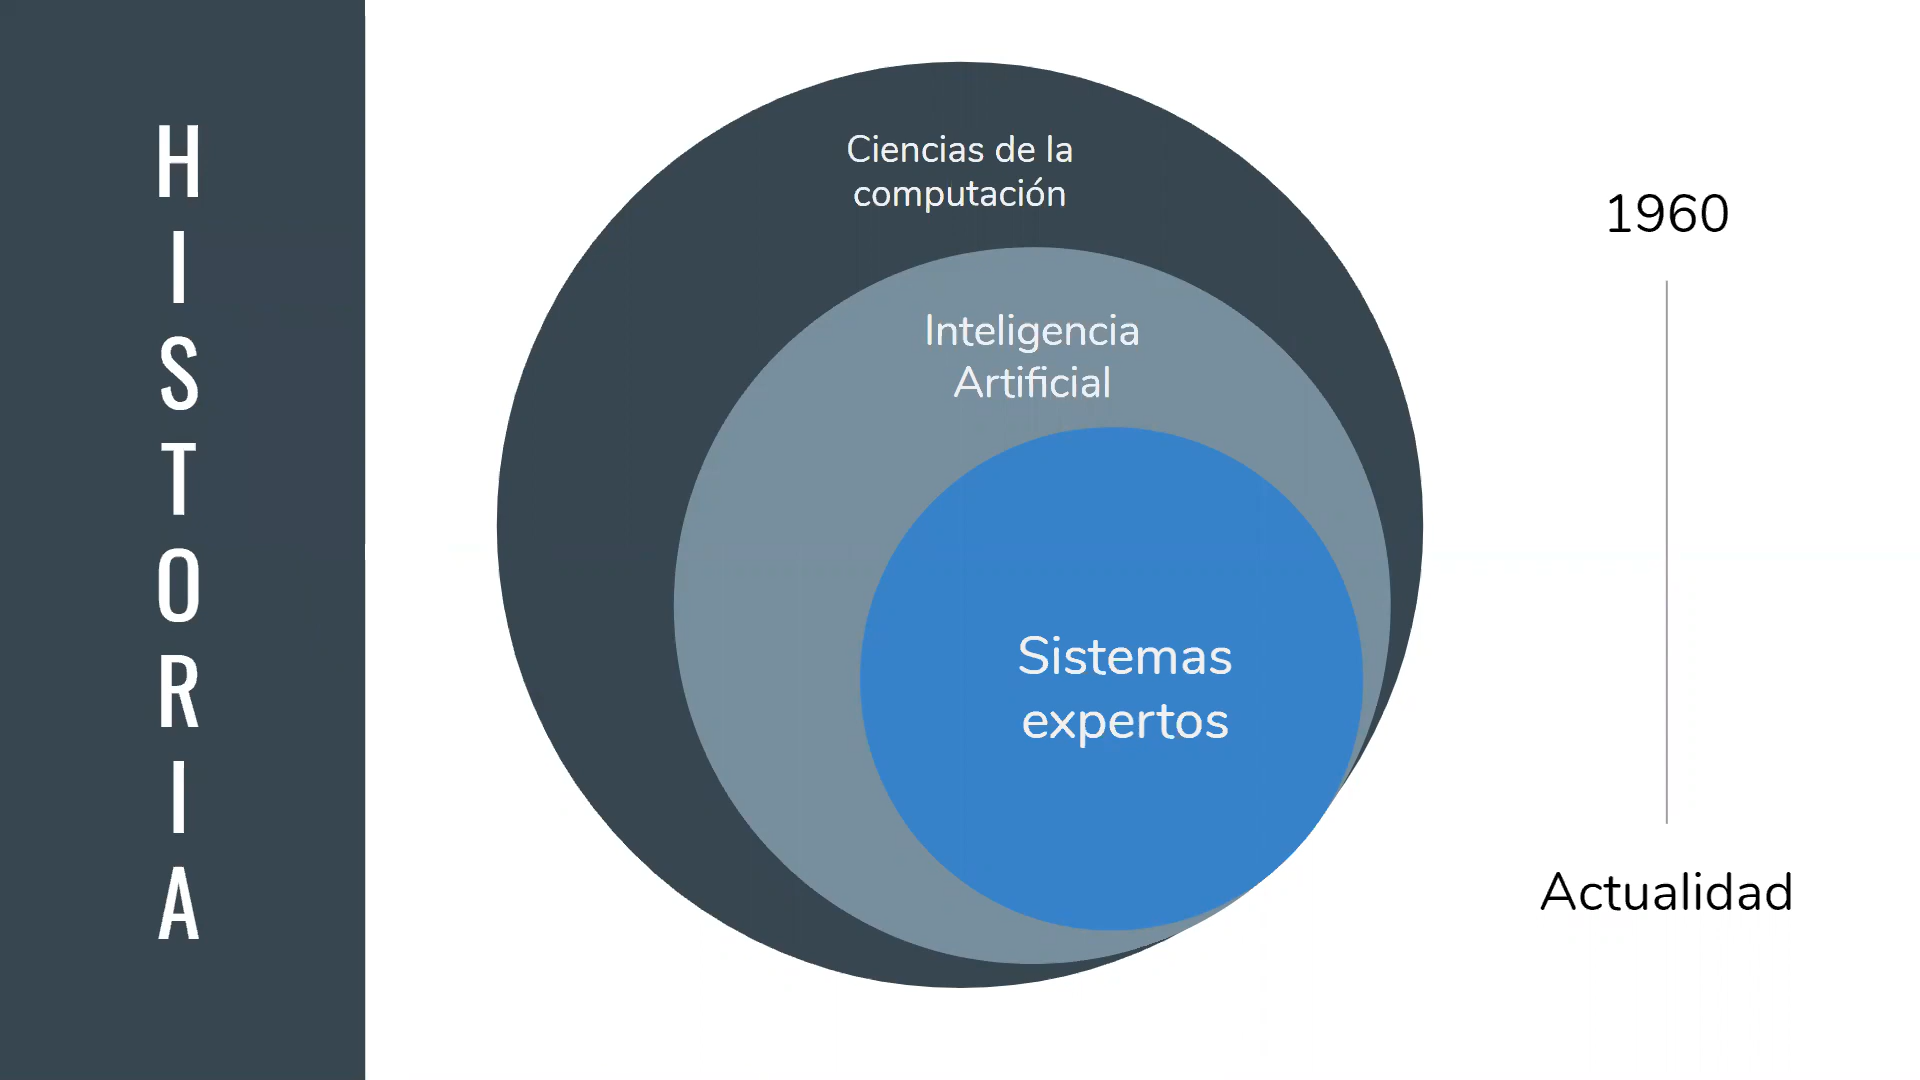 HISTORIA
Ciencias de la
computación
Inteligencia
Artificial
Sistemas
expertos
1960
Actualidad